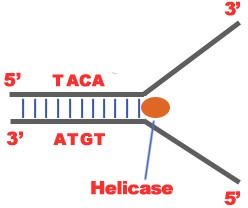 3’
5’ TACA
3’ ATGT
Helicase
5’